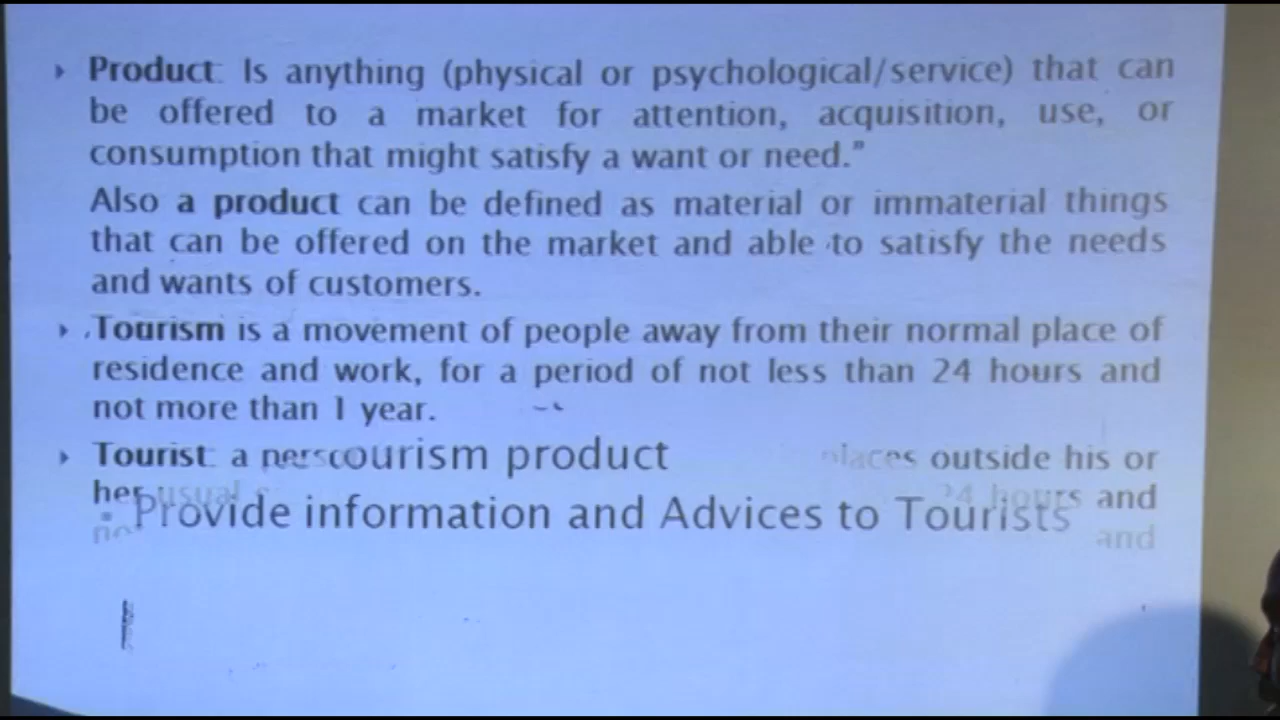 Product: Is anything (physical or psychological/service) that can
be offered to a market for attention, acquisition, use, or
consumption that might satisfy a want or need."
Also a product can be defined as material or immaterial things
that can be offered on the market and able to satisfy the needs
and wants of customers.
Tourism is a movement of people away from their normal place of
residence and work, for a period of not less than 24 hours and
not more than 1 year.
Tourist: a places outside his or
ourism product
her usual 24 hours and
Provide information and Advices to Tourists
and